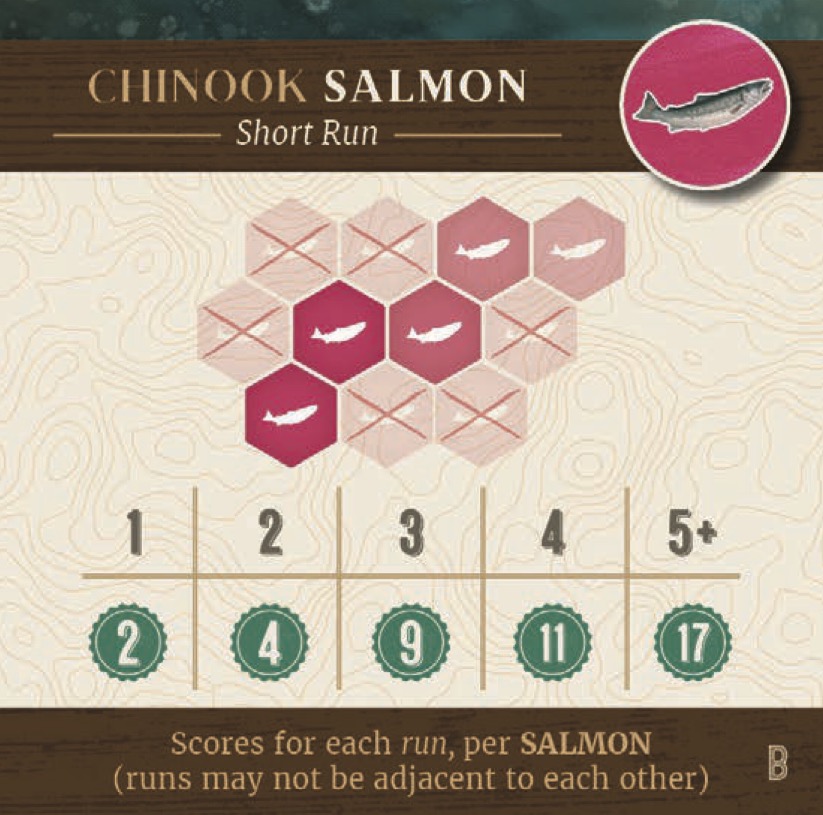 CHINOOK SALMON
Short Run
1 2 3 4 5+
2 4 9 11 17
Scores for each run, per SALMON
(runs may not be adjacent to each other)
B